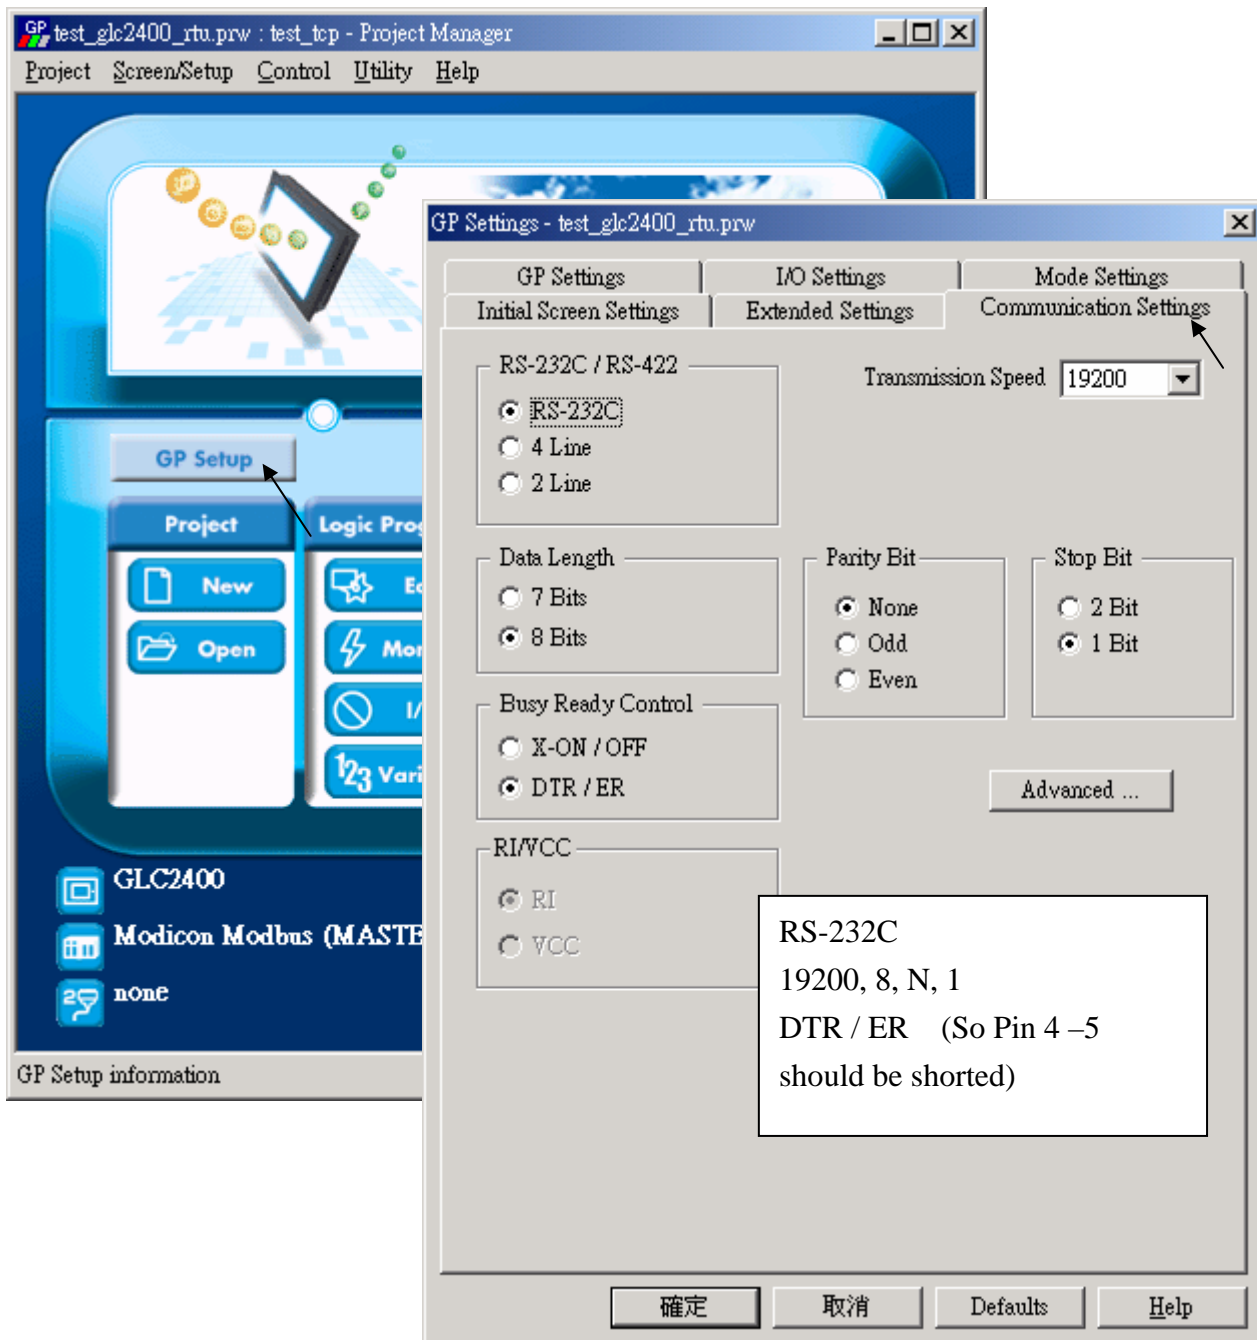 GP test_glc2400_rtu.prw : test_tcp - Project Manager
Project Screen/Setup Control Utility Help
GP Setup
Project
New
Open
Logic Prog
Ed
Mon
I/
123 Vari
GLC2400
Modicon Modbus (MASTE
none
GP Setup information
GP Settings - test_glc2400_rtu.prw
GP Settings I/O Settings Mode Settings
Initial Screen Settings Extended Settings Communication Settings
RS-232C / RS-422
RS-232C
4 Line
2 Line
Transmission Speed 19200
Data Length
7 Bits
8 Bits
Parity Bit
None
Odd
Even
Stop Bit
2 Bit
1 Bit
Busy Ready Control
X-ON / OFF
DTR / ER
Advanced ...
RI/VCC
RI
VCC
RS-232C
19200, 8, N, 1
DTR / ER (So Pin 4 –5
should be shorted)
確定 取消 Defaults Help